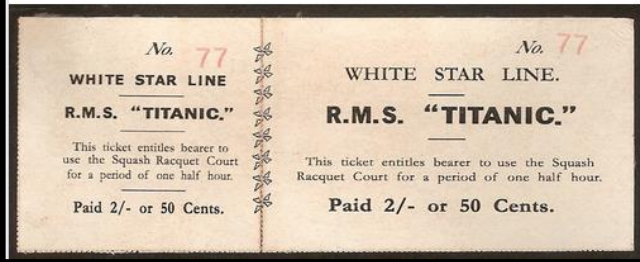 No. 77
WHITE STAR LINE
R.M.S. "TITANIC."
This ticket entitles bearer to
use the Squash Racquet Court
for a period of one half hour.
Paid 2/- or 50 Cents.
No. 77
WHITE STAR LINE.
R.M.S. "TITANIC."
This ticket entitles bearer to use the Squash
Racquet Court for a period of one half hour.
Paid 2/- or 50 Cents.